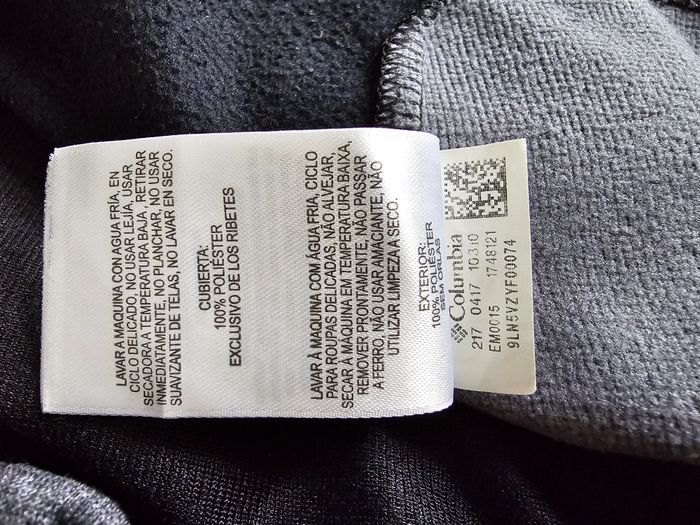 LAVAR A MAQUINA CON AGUA FRIA, EN
CICLO DELICADO, NO USAR LEJIA, USAR
SECADORA A TEMPERATURA BAJA , RETIRAR
INMEDIATAMENTE, NO PLANCHAR, NO USAR
SUAVIZANTE DE TELAS, NO LAVAR EN SECO.
CUBIERTA:
100% POLIÉSTER
EXCLUSIVO DE LOS RIBETES
LAVAR À MAQUINA COM ÁGUA FRIA, CICLO
PARA ROUPAS DELICADAS, NÃO ALVEJAR,
SECAR À MAQUINA EM TEMPERATURA BAIXA,
REMOVER PRONTAMENTE, NÃO PASSAR
A FERRO, NÃO USAR AMACIANTE, NÃO
UTILIZAR LIMPEZA A SECO.
EXTERIOR:
100% POLIÉSTER
SEM ORLAS
Columbia
217 0417 10310
EM0015 1748121
9LN5VZYF00074